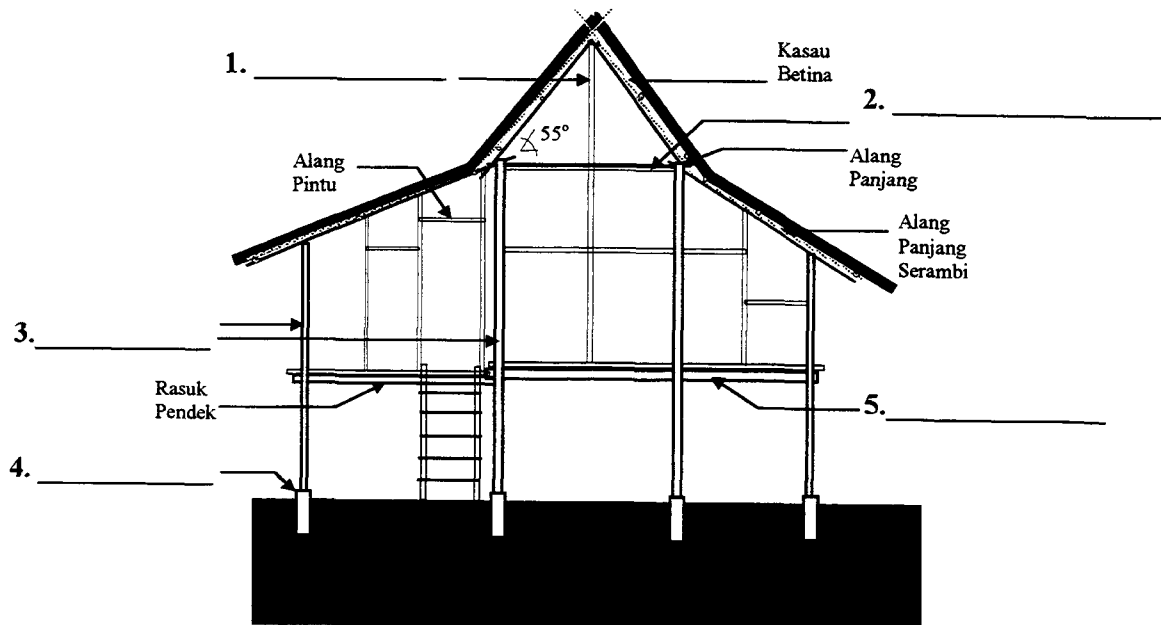 1.
Kasau
Betina
2.
55°
Alang
Pintu
Alang
Panjang
Alang
Panjang
Serambi
3.
Rasuk
Pendek
5.
4.